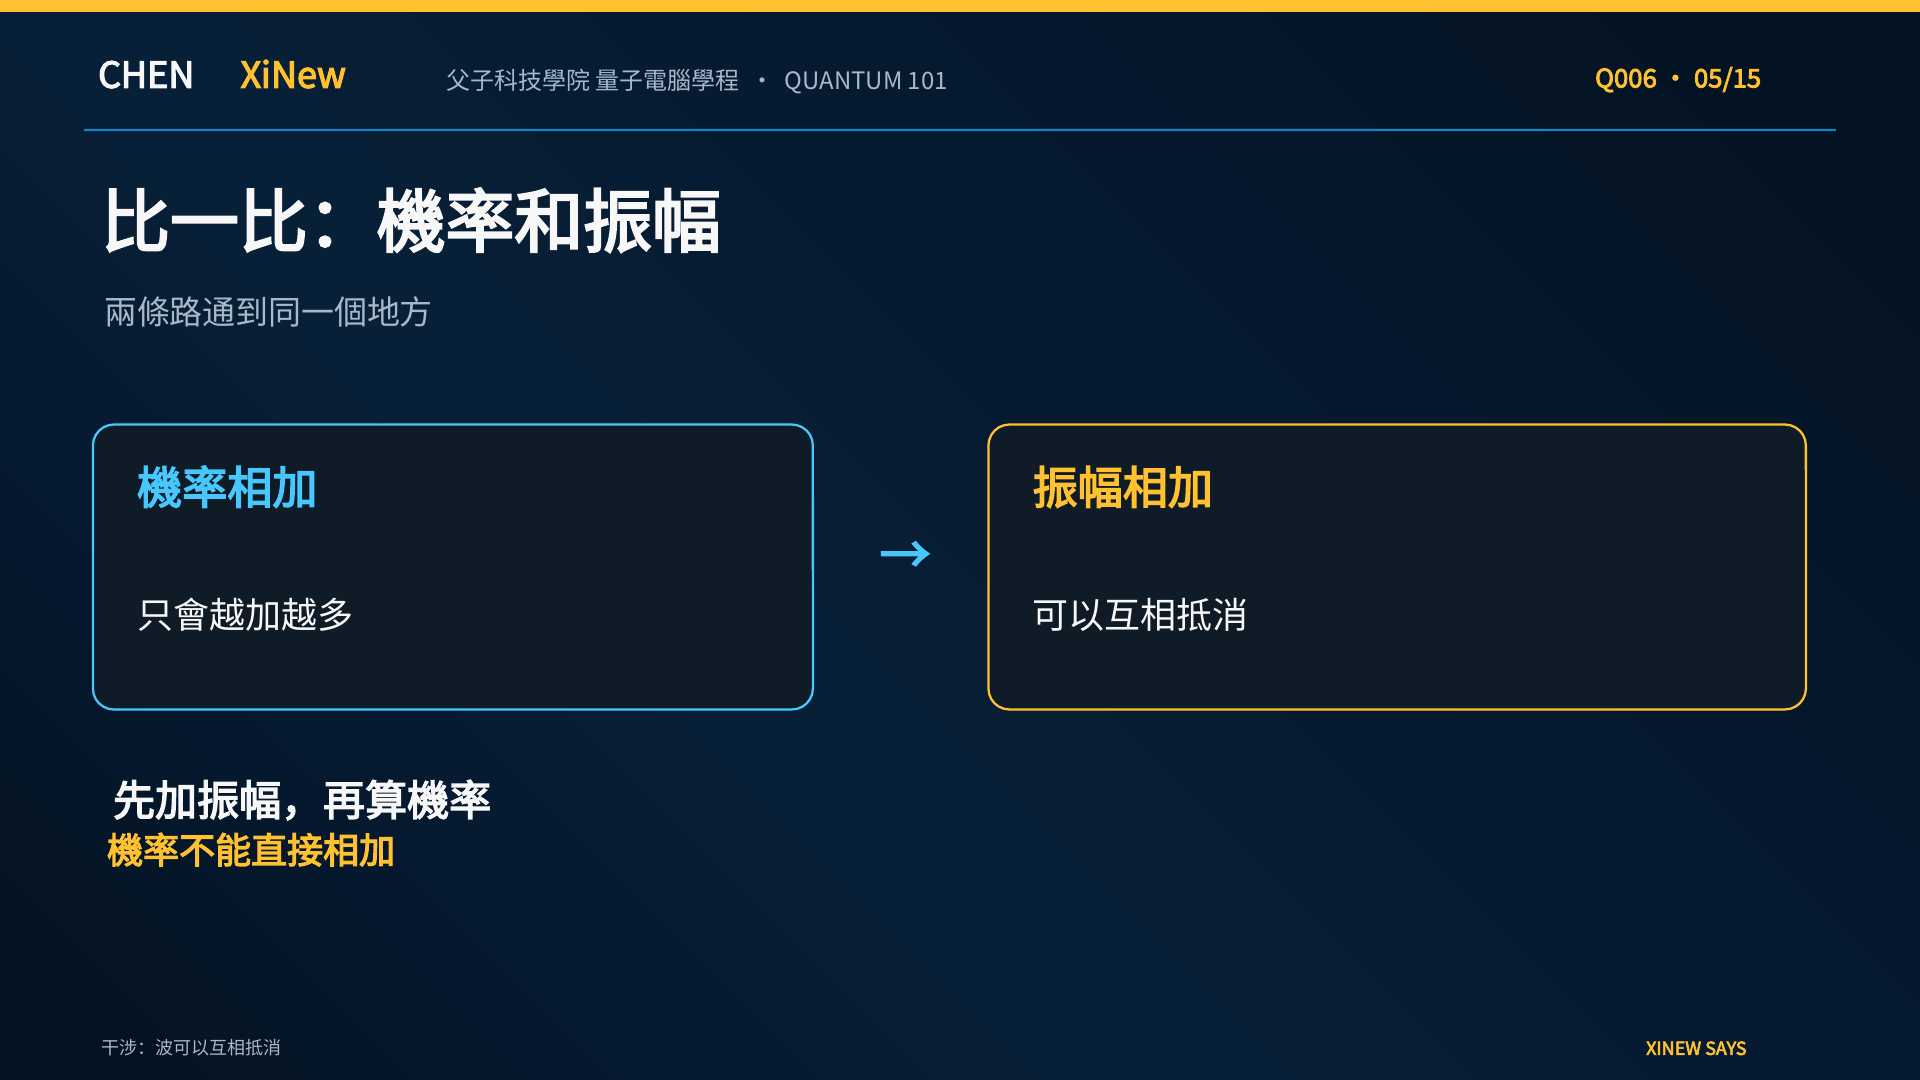 CHEN XiNew 父子科技學院 量子電腦學程 • QUANTUM 101 Q006 • 05/15
比一比：機率和振幅
兩條路通到同一個地方
機率相加
只會越加越多
→
振幅相加
可以互相抵消
先加振幅，再算機率
機率不能直接相加
干涉：波可以互相抵消 XINEW SAYS